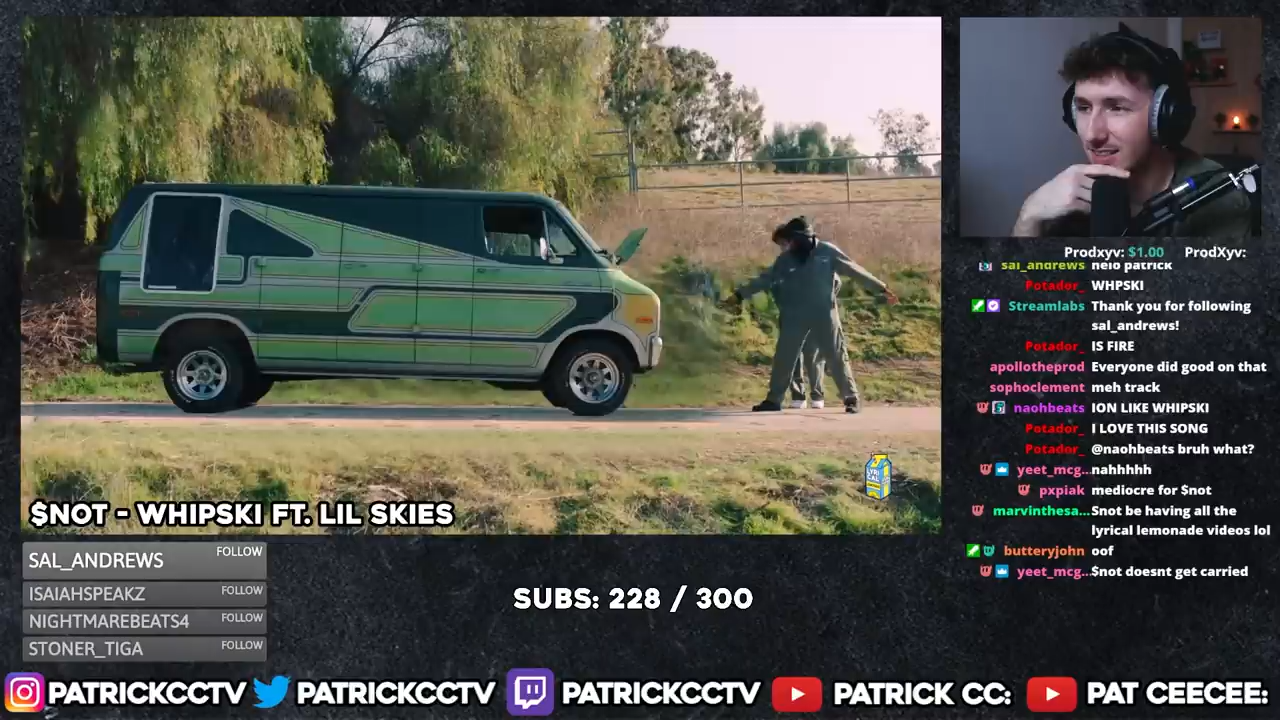 LYRI
CAL
$NOT - WHIPSKI FT. LIL SKIES
SAL_ANDREWS FOLLOW
ISAIAHSPEAKZ FOLLOW
NIGHTMAREBEATS4 FOLLOW
STONER_TIGA FOLLOW
SUBS: 228 / 300
Prodxyv: $1.00 ProdXyv:
sal_andrews helo patrick
Potador_ WHPSKI
Streamlabs Thank you for following
sal_andrews!
Potador_ IS FIRE
apollotheprod Everyone did good on that
sophoclement meh track
naohbeats ION LIKE WHIPSKI
Potador_ I LOVE THIS SONG
Potador_ @naohbeats bruh what?
yeet_mcg... nahhhhh
pxpiak mediocre for $not
marvinthesa... Snot be having all the
lyrical lemonade videos lol
butteryjohn oof
yeet_mcg... $not doesnt get carried
PATRICKCCTV PATRICKCCTV PATRICKCCTV PATRICK CC: PAT CEECEE: